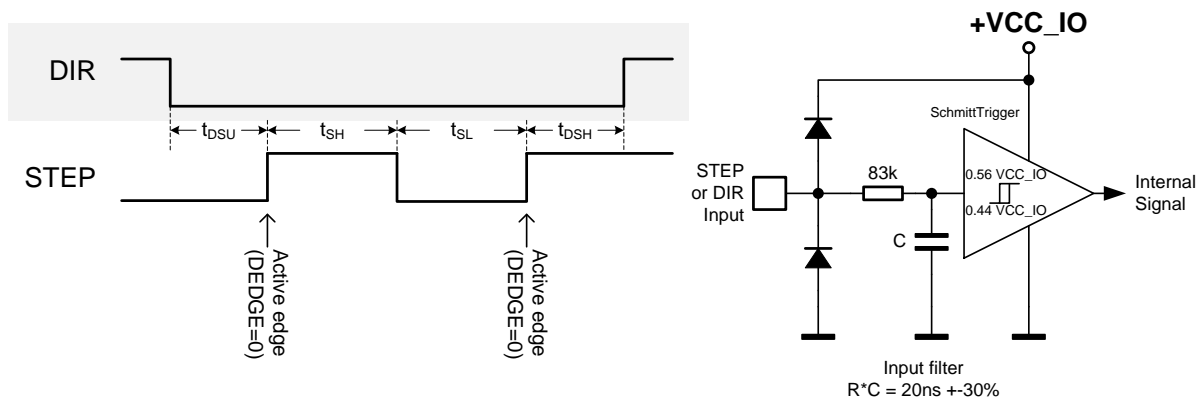 DIR
tDSU
tSH
tSL
tDSH
STEP
Active edge
(DEDGE=0)
Active edge
(DEDGE=0)
+VCC_IO
SchmittTrigger
STEP
or DIR
Input
83k
C
0.56 VCC_IO
0.44 VCC_IO
Internal
Signal
Input filter
R*C = 20ns +-30%